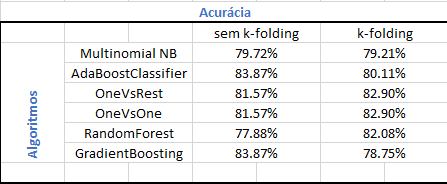 Acurácia
sem k-folding k-folding
Algoritmos
Multinomial NB 79.72% 79.21%
AdaBoostClassifier 83.87% 80.11%
OneVsRest 81.57% 82.90%
OneVsOne 81.57% 82.90%
RandomForest 77.88% 82.08%
GradientBoosting 83.87% 78.75%